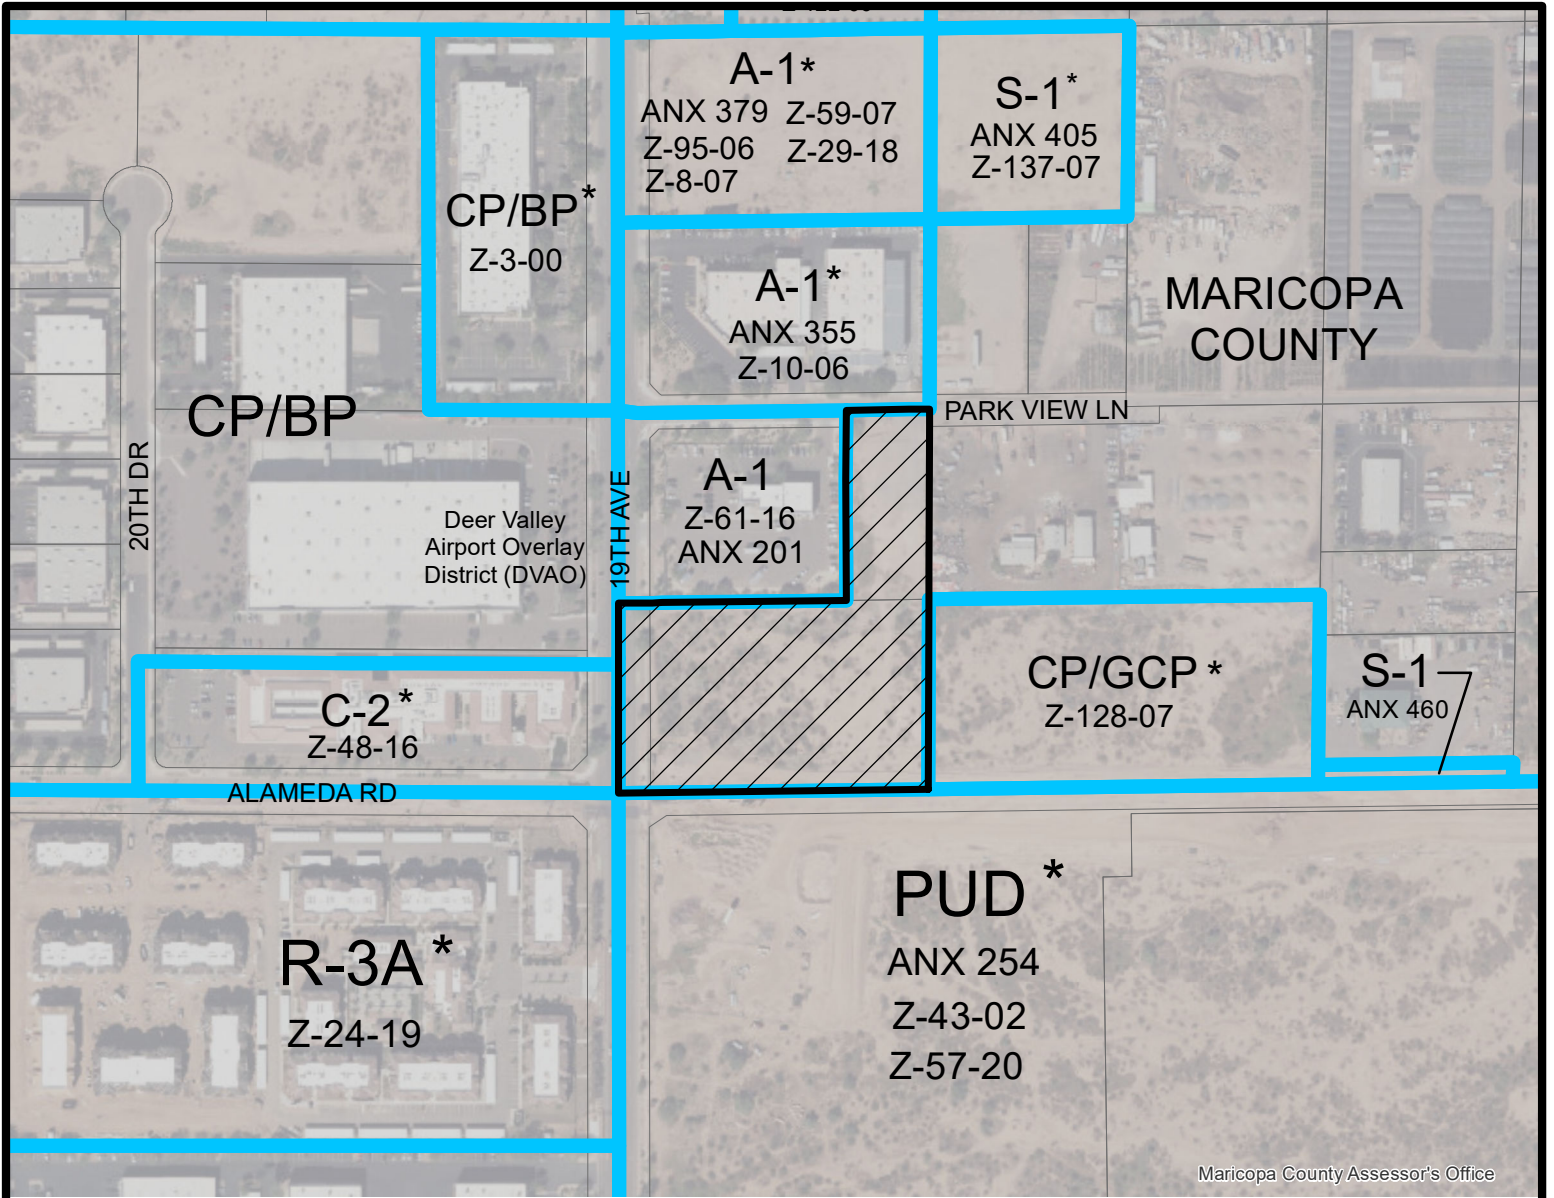 A-1*
ANX 379 Z-59-07
Z-95-06 Z-29-18
Z-8-07
S-1*
ANX 405
Z-137-07
CP/BP*
Z-3-00
A-1*
ANX 355
Z-10-06
MARICOPA
COUNTY
CP/BP
PARK VIEW LN
20TH DR
19TH AVE
A-1
Z-61-16
ANX 201
Deer Valley
Airport Overlay
District (DVAO)
C-2*
Z-48-16
CP/GCP *
Z-128-07
S-1
ANX 460
ALAMEDA RD
R-3A*
Z-24-19
PUD *
ANX 254
Z-43-02
Z-57-20
Maricopa County Assessor's Office